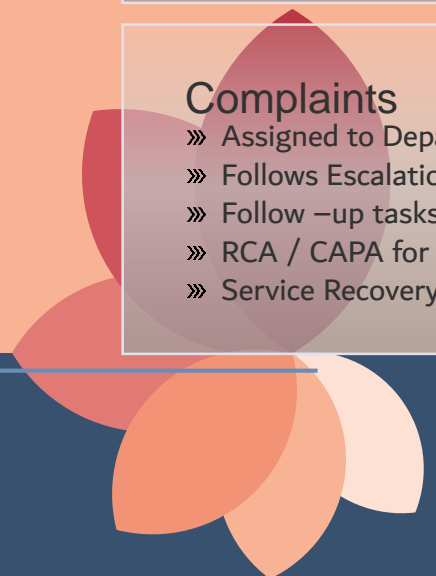 Complaints
Assigned to Depa
Follows Escalatio
Follow –up tasks
RCA / CAPA for
Service Recovery